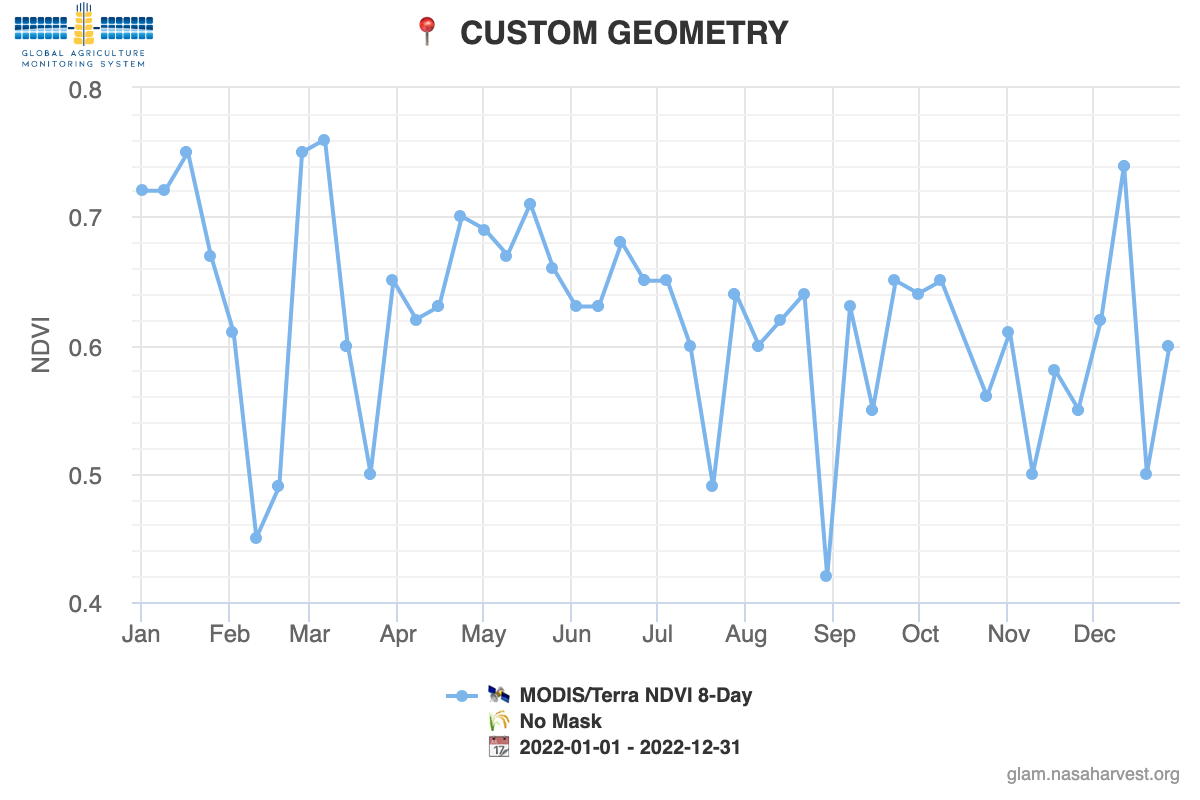 GLOBAL AGRICULTURE
MONITORING SYSTEM
CUSTOM GEOMETRY
0.8
0.7
0.6
0.5
0.4
NDVI
Jan Feb Mar Apr May Jun Jul Aug Sep Oct Nov Dec
MODIS/Terra NDVI 8-Day
No Mask
17
2022-01-01 - 2022-12-31
glam.nasaharvest.org